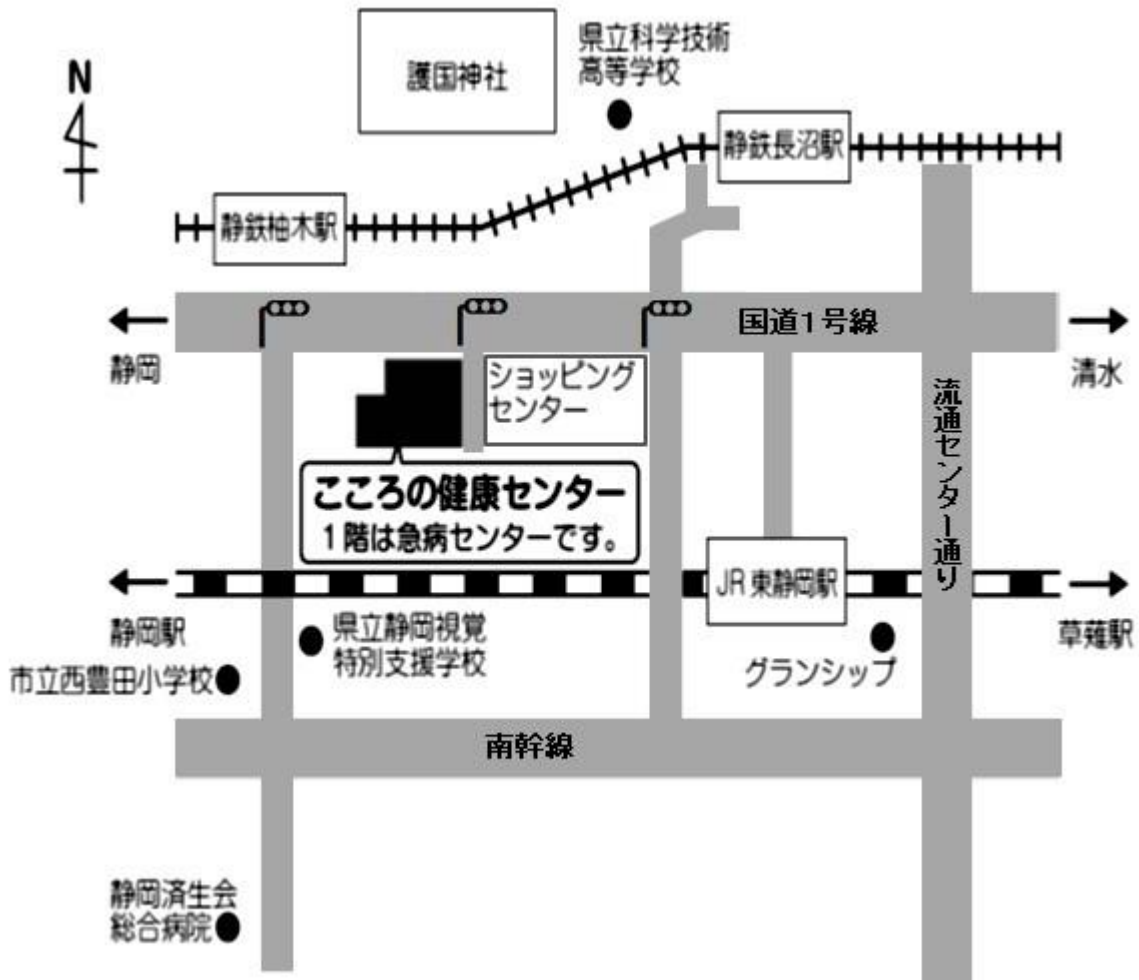 県立科学技術
高等学校
護国神社
N
静鉄長沼駅
静鉄柚木駅
国道1号線
静岡
清水
ショッピング
センター
流通センター通り
こころの健康センター
1階は急病センターです。
JR東静岡駅
静岡駅
草薙駅
県立静岡視覚
特別支援学校
市立西豊田小学校
グランシップ
南幹線
静岡済生会
総合病院